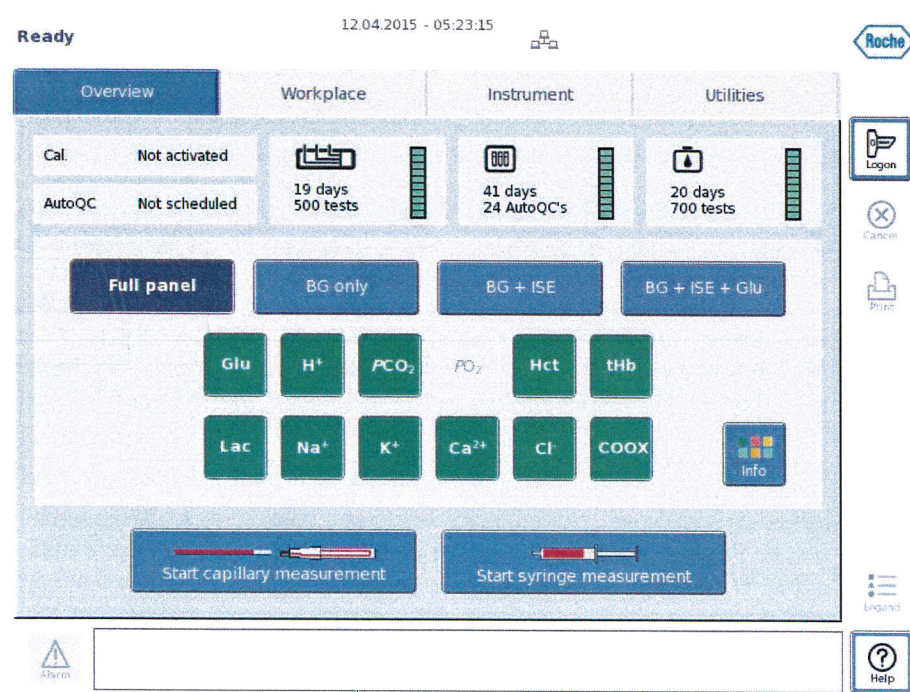 Ready
12.04.2015 - 05:23:15
Roche
Overview
Workplace
Instrument
Utilities
Cal. Not activated
AutoQC Not scheduled
19 days
500 tests
41 days
24 AutoQC's
20 days
700 tests
Logon
Cancel
Print
Full panel
BG only
BG + ISE
BG + ISE + Glu
Glu
H⁺
PCO₂
PO₂
Hct
tHb
Lac
Na⁺
K⁺
Ca²⁺
Cl⁻
COOX
Info
Start capillary measurement
Start syringe measurement
Legend
Alarm
Help